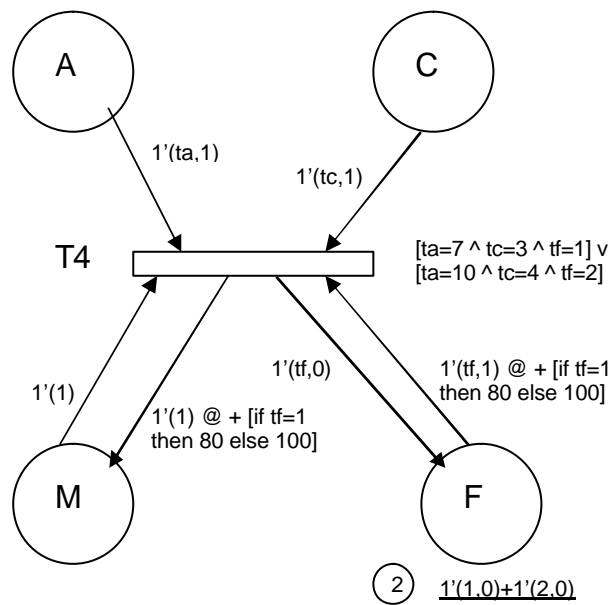 A
C
1'(ta,1)
1'(tc,1)
T4
[ta=7 ^ tc=3 ^ tf=1] v
[ta=10 ^ tc=4 ^ tf=2]
1'(1)
1'(1) @ + [if tf=1
then 80 else 100]
1'(tf,0)
1'(tf,1) @ + [if tf=1
then 80 else 100]
M
F
2
1'(1,0)+1'(2,0)